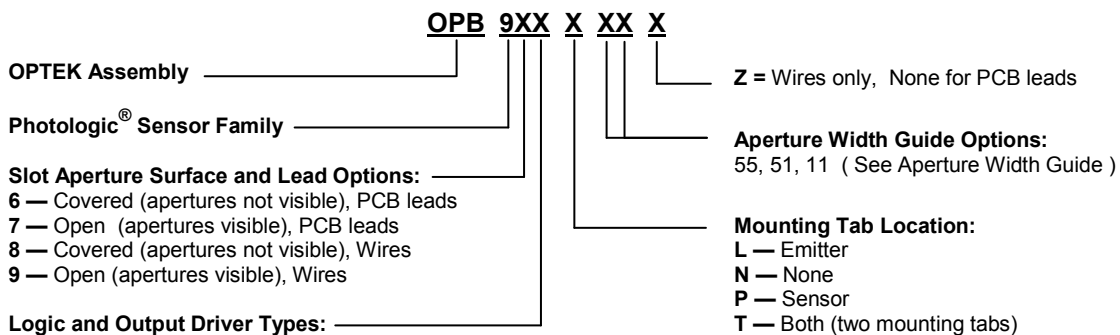 OPB 9XX X XX X
OPTEK Assembly
Photologic® Sensor Family
Slot Aperture Surface and Lead Options:
6 — Covered (apertures not visible), PCB leads
7 — Open (apertures visible), PCB leads
8 — Covered (apertures not visible), Wires
9 — Open (apertures visible), Wires
Logic and Output Driver Types:
Z = Wires only, None for PCB leads
Aperture Width Guide Options:
55, 51, 11 ( See Aperture Width Guide )
Mounting Tab Location:
L — Emitter
N — None
P — Sensor
T — Both (two mounting tabs)